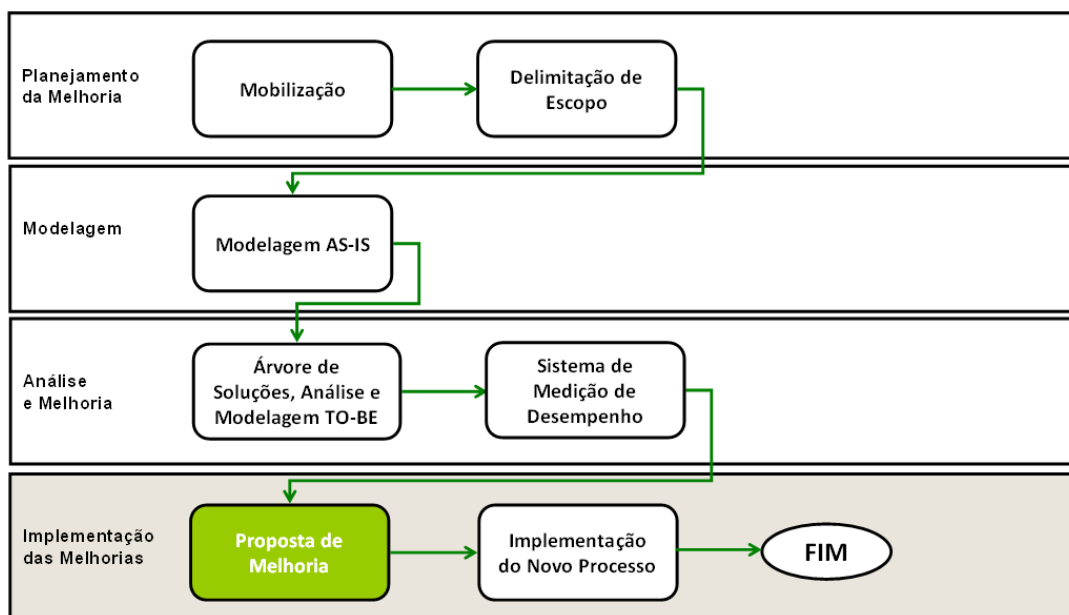 Planejamento
da Melhoria
Mobilização
Delimitação de
Escopo
Modelagem
Modelagem AS-IS
Análise
e Melhoria
Árvore de
Soluções, Análise e
Modelagem TO-BE
Sistema de
Medição de
Desempenho
Implementação
das Melhorias
Proposta de
Melhoria
Implementação
do Novo Processo
FIM